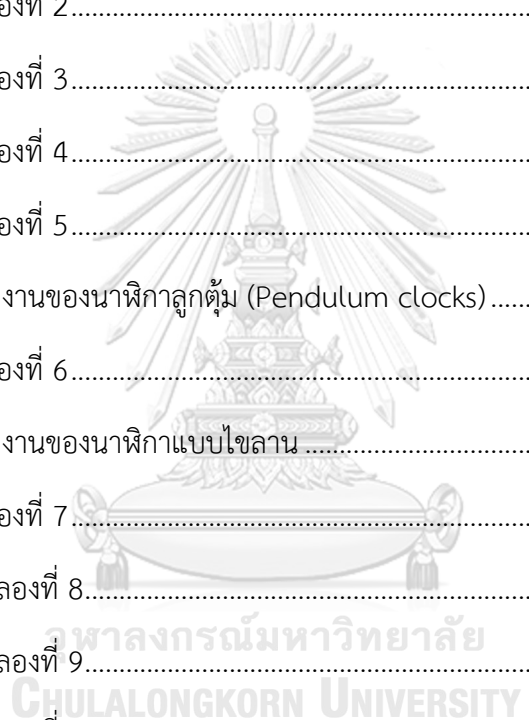 องที่ 2
องที่ 3
องที่ 4
องที่ 5
งานของนาฬิกาลูกตุ้ม (Pendulum clocks)
องที่ 6
งานของนาฬิกาแบบไขลาน
องที่ 7
ลองที่ 8
จุฬาลงกรณ์มหาวิทยาลัย
ลองที่ 9
CHULALONGKORN UNIVERSITY